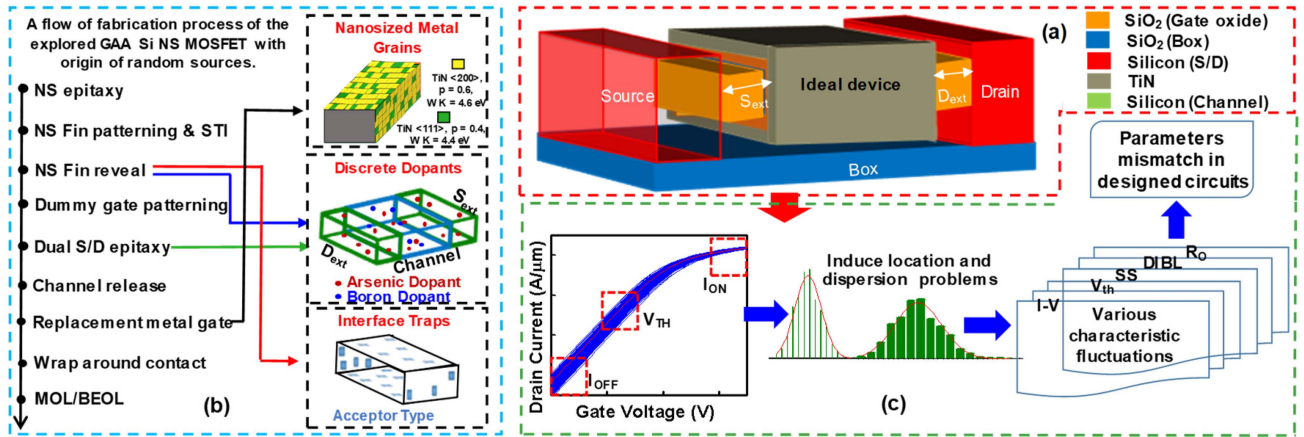 (b)
A flow of fabrication process of the
explored GAA Si NS MOSFET with
origin of random sources.
NS epitaxy
NS Fin patterning & STI
NS Fin reveal
Dummy gate patterning
Dual S/D epitaxy
Channel release
Replacement metal gate
Wrap around contact
MOL/BEOL
(b)
Nanosized Metal
Grains
TiN <200>,
p = 0.6,
W K = 4.6 eV
TiN <111>, p = 0.4,
W K = 4.4 eV
Discrete Dopants
Sext
Dext
Channel
Arsenic Dopant
Boron Dopant
Interface Traps
Acceptor Type
(a)
Source
Sext
Ideal device
Dext
Drain
Box
SiO2 (Gate oxide)
SiO2 (Box)
Silicon (S/D)
TiN
Silicon (Channel)
Parameters
mismatch in
designed circuits
Drain Current (A/µm)
ION
VTH
IOFF
Gate Voltage (V)
Induce location and
dispersion problems
(c)
RO
DIBL
SS
Vth
I-V
Various
characteristic
fluctuations